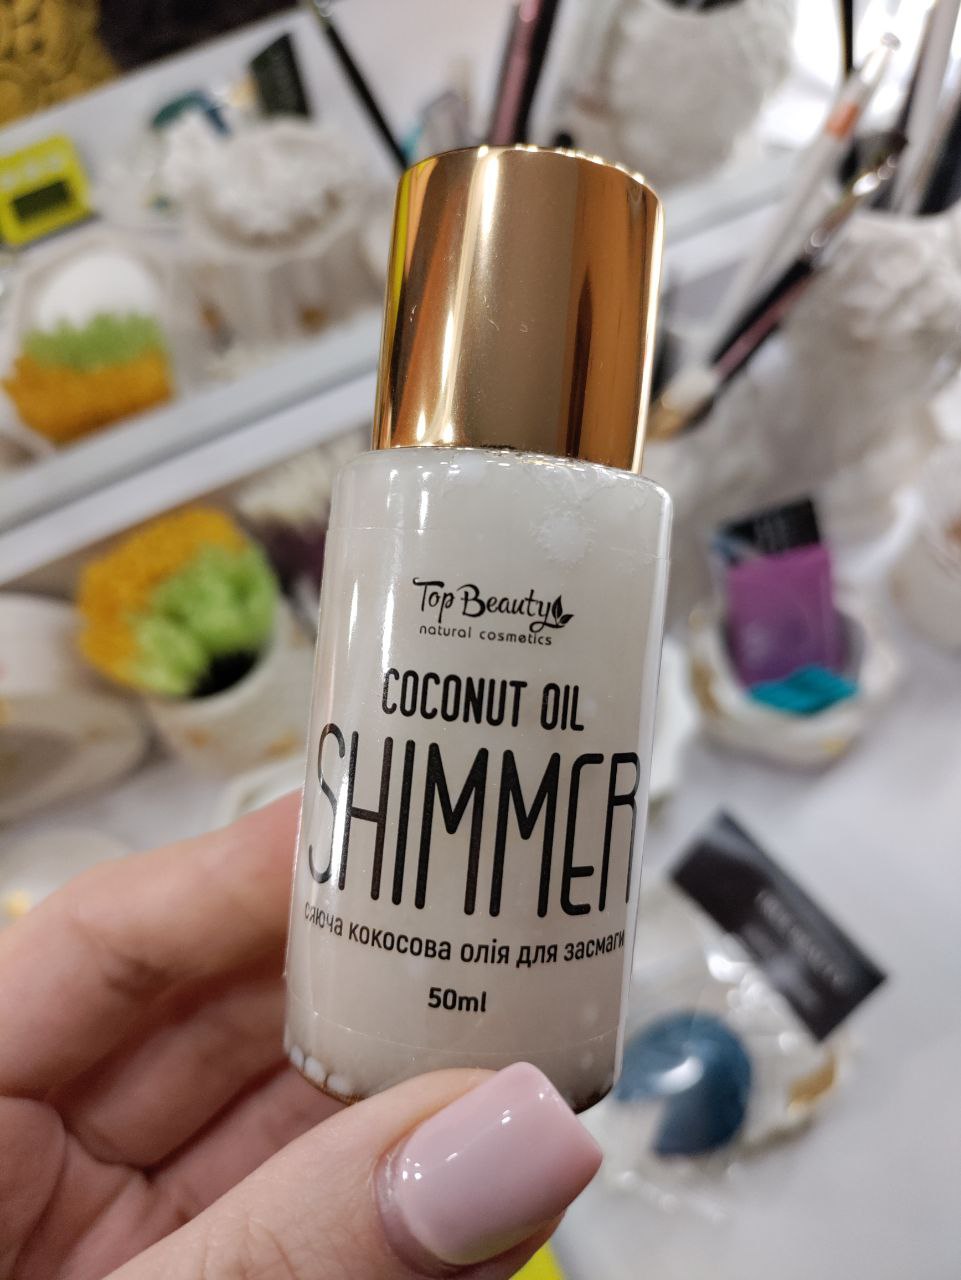 Top Beauty
natural cosmetics
COCONUT OIL
SHIMMER
сяюча кокосова олія для засмаги
50ml